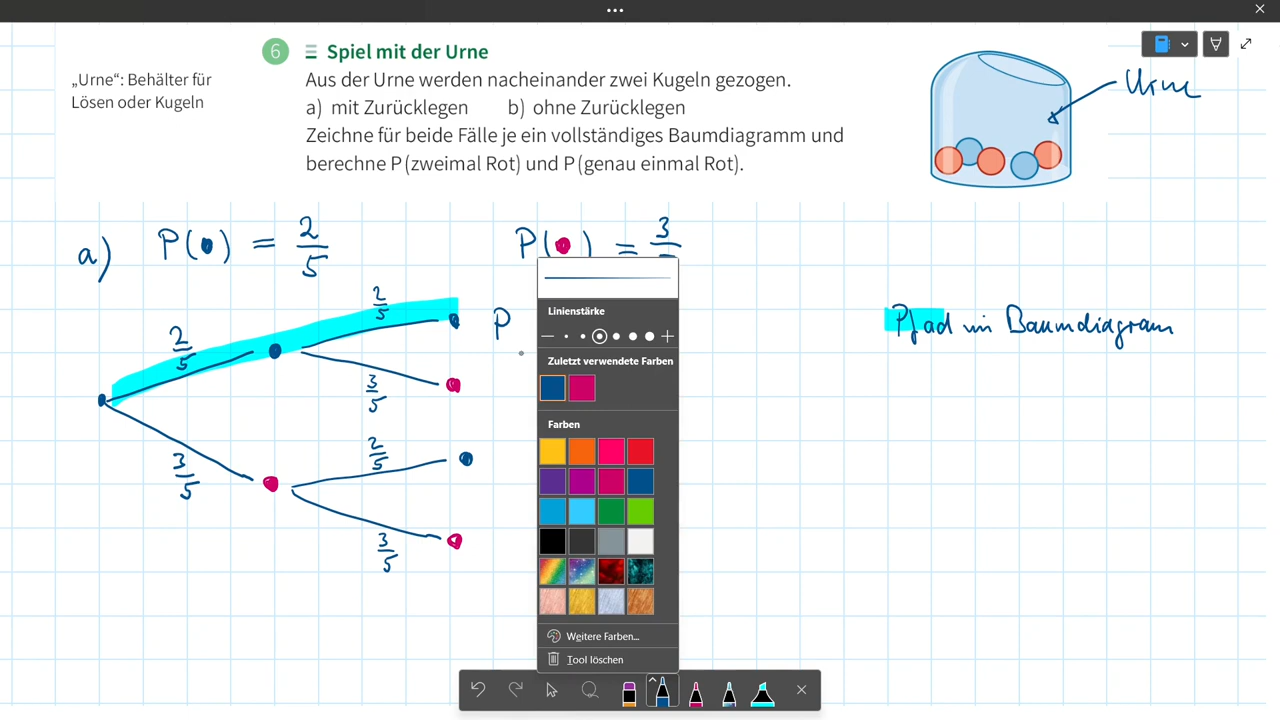 6 Spiel mit der Urne
„Urne“: Behälter für
Lösen oder Kugeln
Aus der Urne werden nacheinander zwei Kugeln gezogen.
a) mit Zurücklegen b) ohne Zurücklegen
Zeichne für beide Fälle je ein vollständiges Baumdiagramm und
berechne P (zweimal Rot) und P (genau einmal Rot).
Urne
a) P( ) = 2/5 P( ) = 3
2/5 2/5 P
Linienstärke
Zuletzt verwendete Farben
Pfad im Baumdiagram
3/5
Farben
3/5 2/5
3/5
Weitere Farben...
Tool löschen